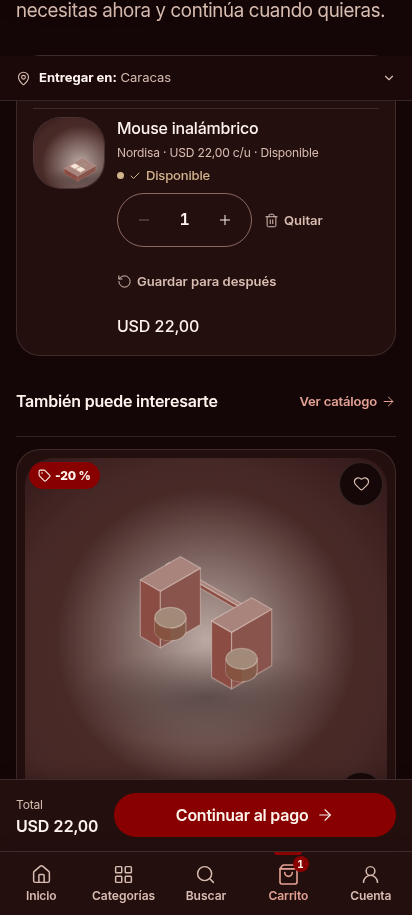 necesitas ahora y continúa cuando quieras.
Entregar en: Caracas
Mouse inalámbrico
Nordisa · USD 22,00 c/u · Disponible
Disponible
1
Quitar
Guardar para después
USD 22,00
También puede interesarte
Ver catálogo
-20 %
Total
USD 22,00
Continuar al pago
1
Inicio
Categorías
Buscar
Carrito
Cuenta